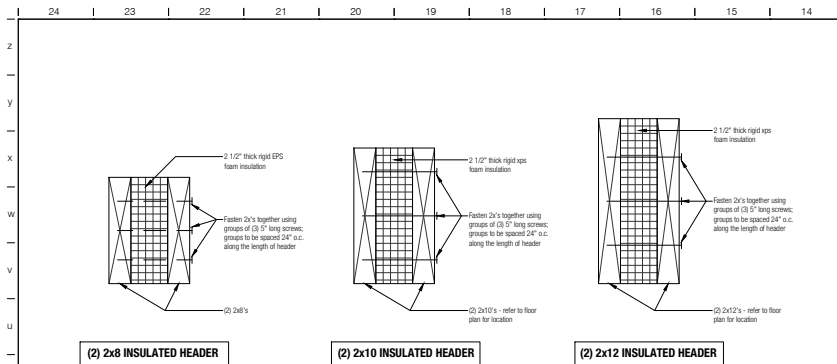 24 23 22 21 20 19 18 17 16 15 14
z
y
x
w
v
u
2 1/2" thick rigid EPS
foam insulation
Fasten 2x's together using
groups of (3) 5" long screws;
groups to be spaced 24" o.c.
along the length of header
(2) 2x8's
(2) 2x8 INSULATED HEADER
2 1/2" thick rigid xps
foam insulation
Fasten 2x's together using
groups of (3) 5" long screws;
groups to be spaced 24" o.c.
along the length of header
(2) 2x10's - refer to floor
plan for location
(2) 2x10 INSULATED HEADER
2 1/2" thick rigid xps
foam insulation
Fasten 2x's together using
groups of (3) 5" long screws;
groups to be spaced 24" o.c.
along the length of header
(2) 2x12's - refer to floor
plan for location
(2) 2x12 INSULATED HEADER